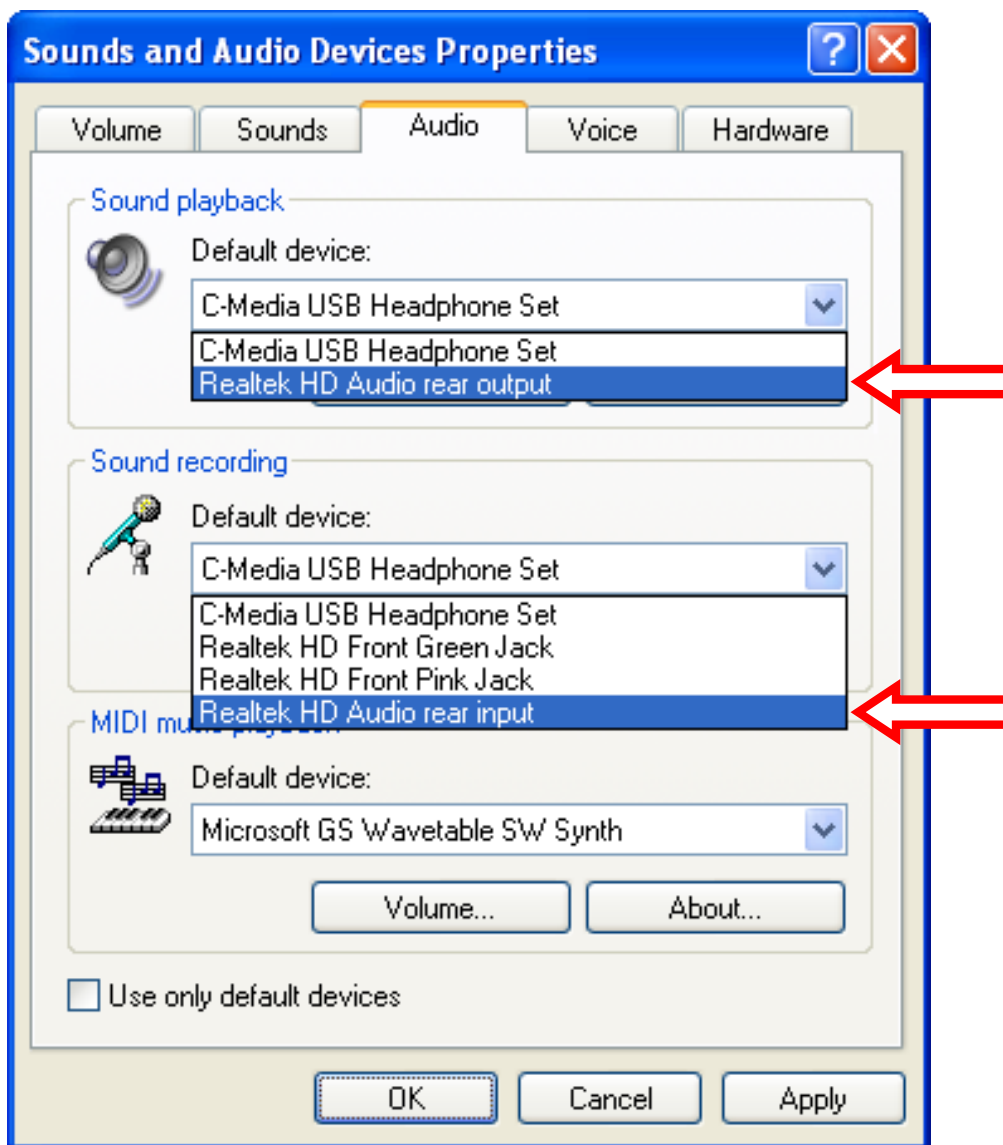 Sounds and Audio Devices Properties
Volume
Sounds
Audio
Voice
Hardware
Sound playback
Default device:
C-Media USB Headphone Set
C-Media USB Headphone Set
Realtek HD Audio rear output
Sound recording
Default device:
C-Media USB Headphone Set
C-Media USB Headphone Set
Realtek HD Front Green Jack
Realtek HD Front Pink Jack
Realtek HD Audio rear input
MIDI music playback
Default device:
Microsoft GS Wavetable SW Synth
Volume...
About...
Use only default devices
OK
Cancel
Apply